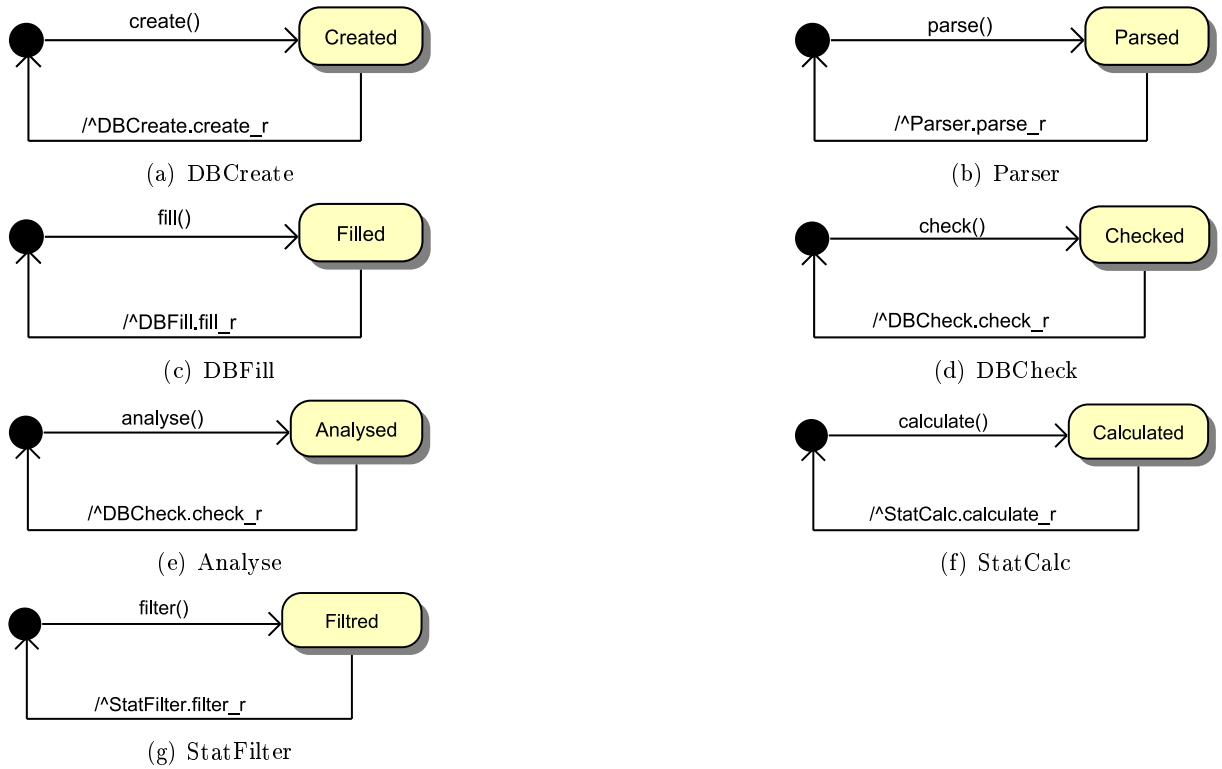 create()
Created
/^DBCreate.create_r
(a) DBCreate
parse()
Parsed
/^Parser.parse_r
(b) Parser
fill()
Filled
/^DBFill.fill_r
(c) DBFill
check()
Checked
/^DBCheck.check_r
(d) DBCheck
analyse()
Analysed
/^DBCheck.check_r
(e) Analyse
calculate()
Calculated
/^StatCalc.calculate_r
(f) StatCalc
filter()
Filtred
/^StatFilter.filter_r
(g) StatFilter